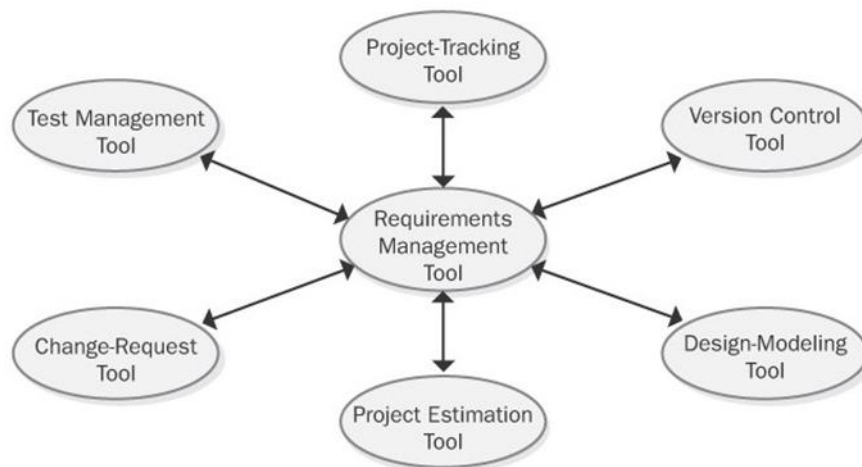 Project-Tracking
Tool
Test Management
Tool
Version Control
Tool
Requirements
Management
Tool
Change-Request
Tool
Design-Modeling
Tool
Project Estimation
Tool